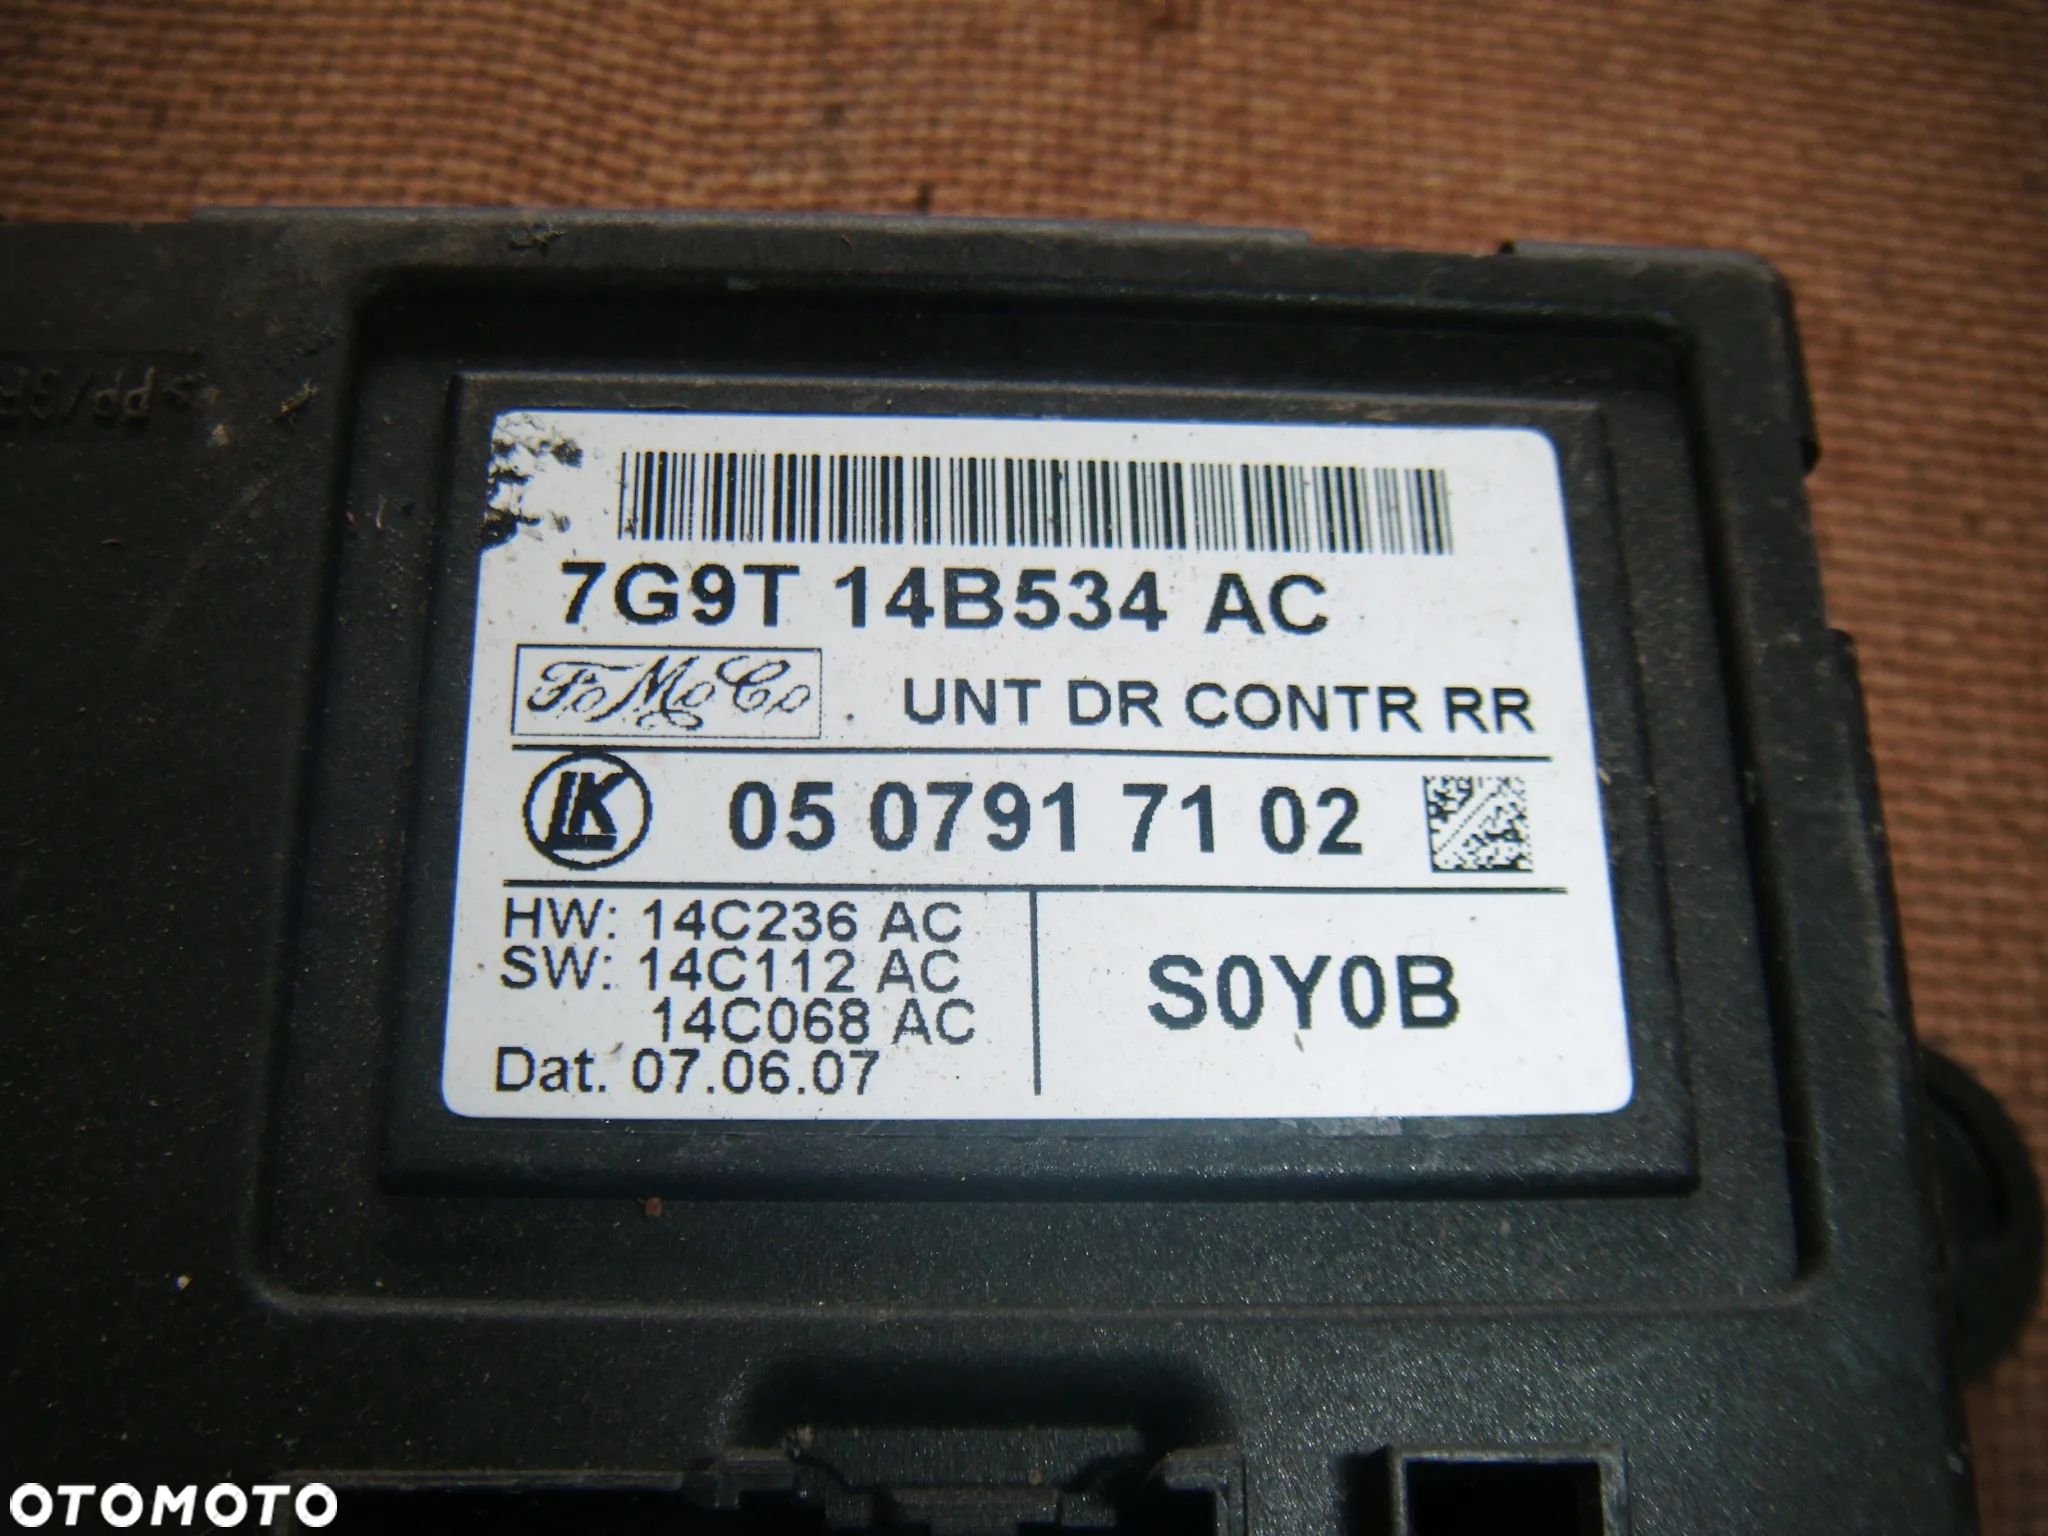 7G9T 14B534 AC
FoMoCo UNT DR CONTR RR
LK 05 0791 71 02
HW: 14C236 AC
SW: 14C112 AC
14C068 AC
Dat. 07.06.07
S0Y0B
OTOMOTO